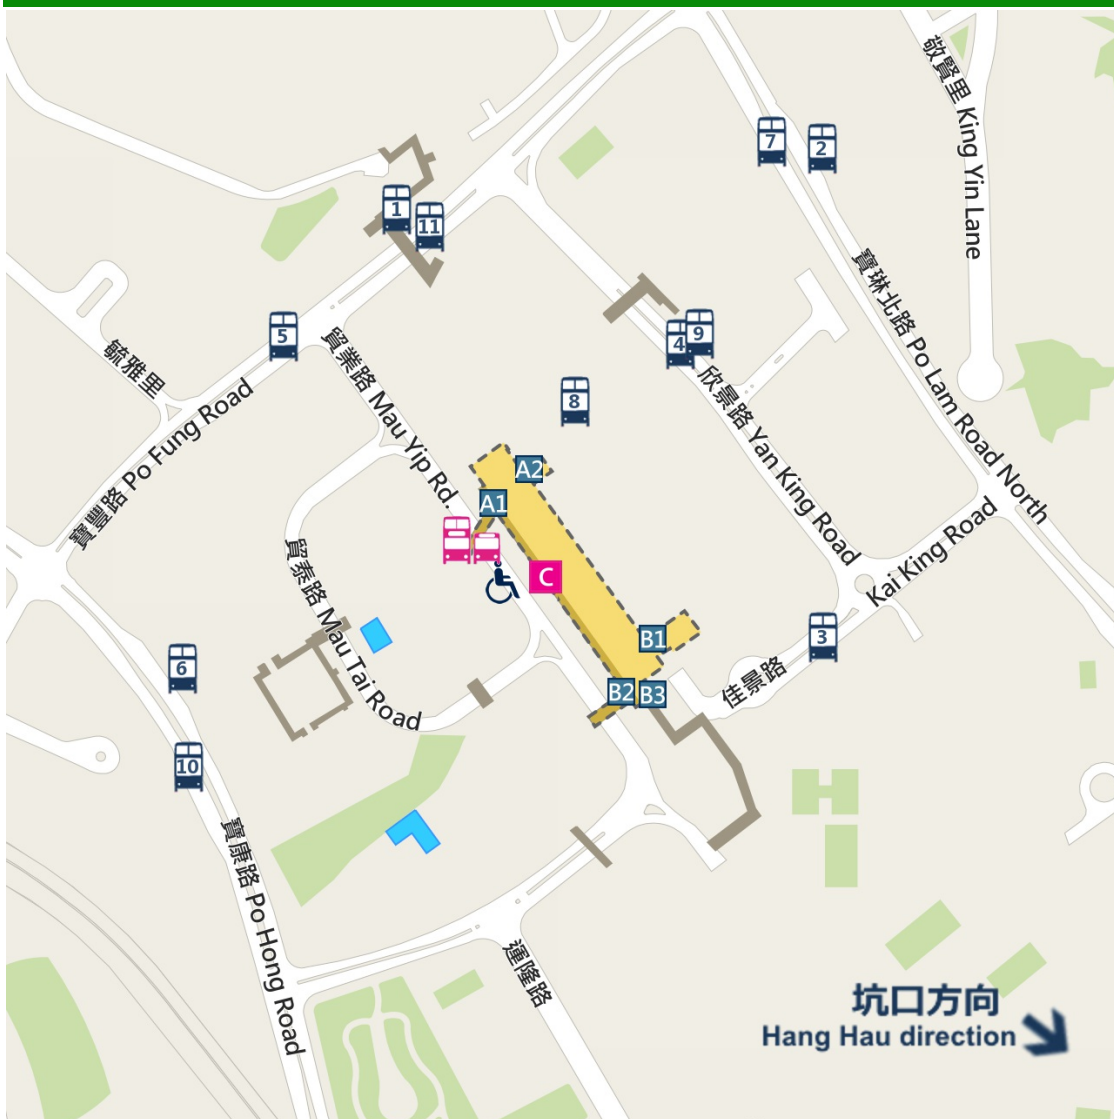 敬賢里 King Yin Lane
7
2
1
11
寶琳北路 Po Lam Road North
5
貿業路 Mau Yip Rd.
9
4
毓雅里
欣景路 Yan King Road
8
寶豐路 Po Fung Road
A2
A1
貿泰路 Mau Tai Road
C
Kai King Road
佳景路
3
B1
6
B2
B3
10
寶康路 Po Hong Road
運隆路
坑口方向
Hang Hau direction